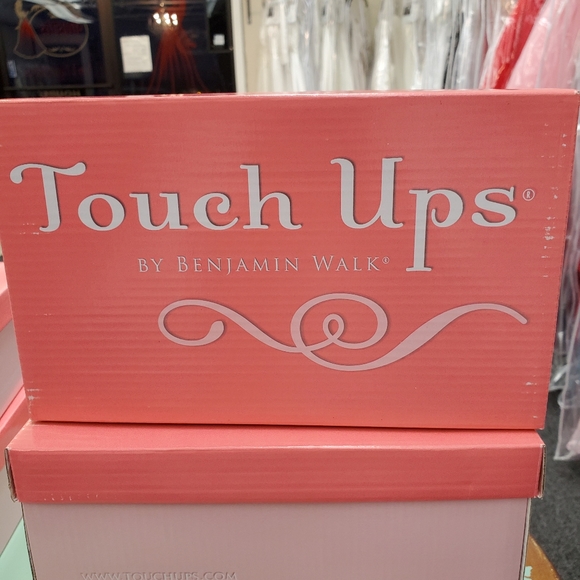 Touch Ups®
BY BENJAMIN WALK®
WWW.TOUCHUPS.COM